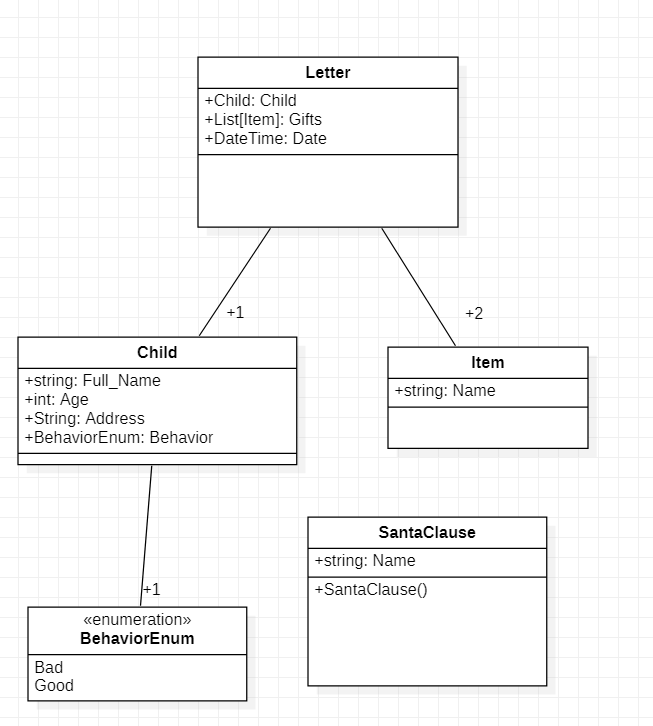 Letter
+Child: Child
+List[Item]: Gifts
+DateTime: Date
+1
+2
Child
+string: Full_Name
+int: Age
+String: Address
+BehaviorEnum: Behavior
Item
+string: Name
SantaClause
+string: Name
+SantaClause()
+1
«enumeration»
BehaviorEnum
Bad
Good